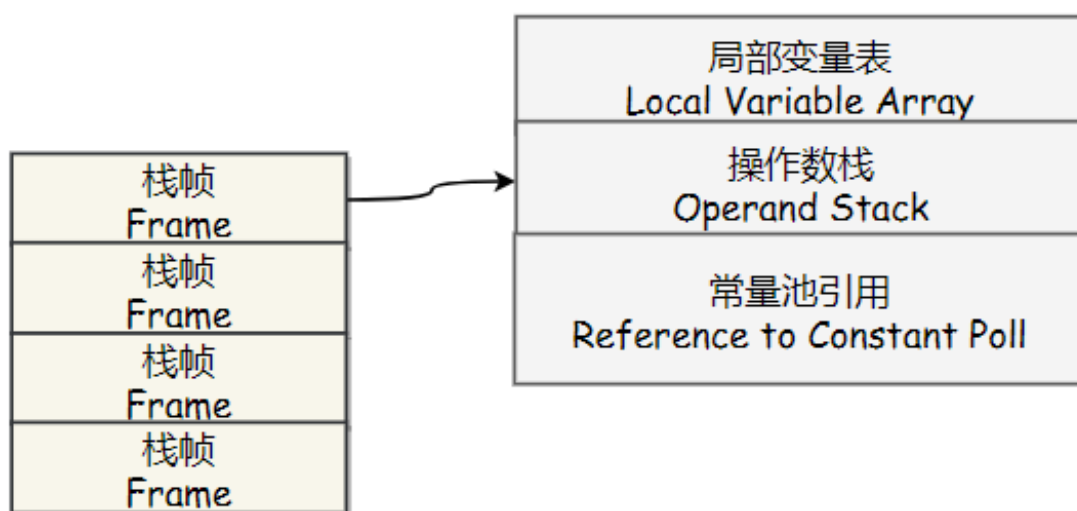 栈帧
Frame
栈帧
Frame
栈帧
Frame
栈帧
Frame
局部变量表
Local Variable Array
操作数栈
Operand Stack
常量池引用
Reference to Constant Poll